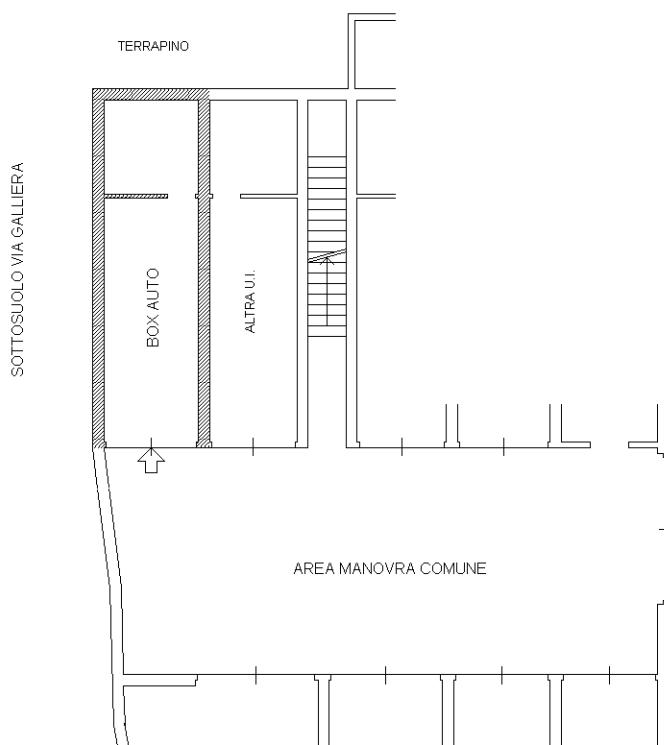 TERRAPINO
SOTTOSUOLO VIA GALLIERA
BOX AUTO
ALTRA U.I.
AREA MANOVRA COMUNE